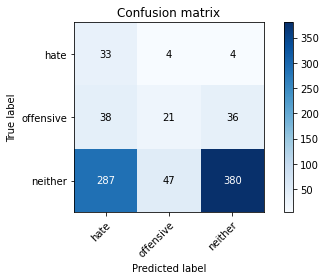 Confusion matrix
hate 33 4 4
offensive 38 21 36
neither 287 47 380
hate offensive neither
True label
Predicted label
350
300
250
200
150
100
50